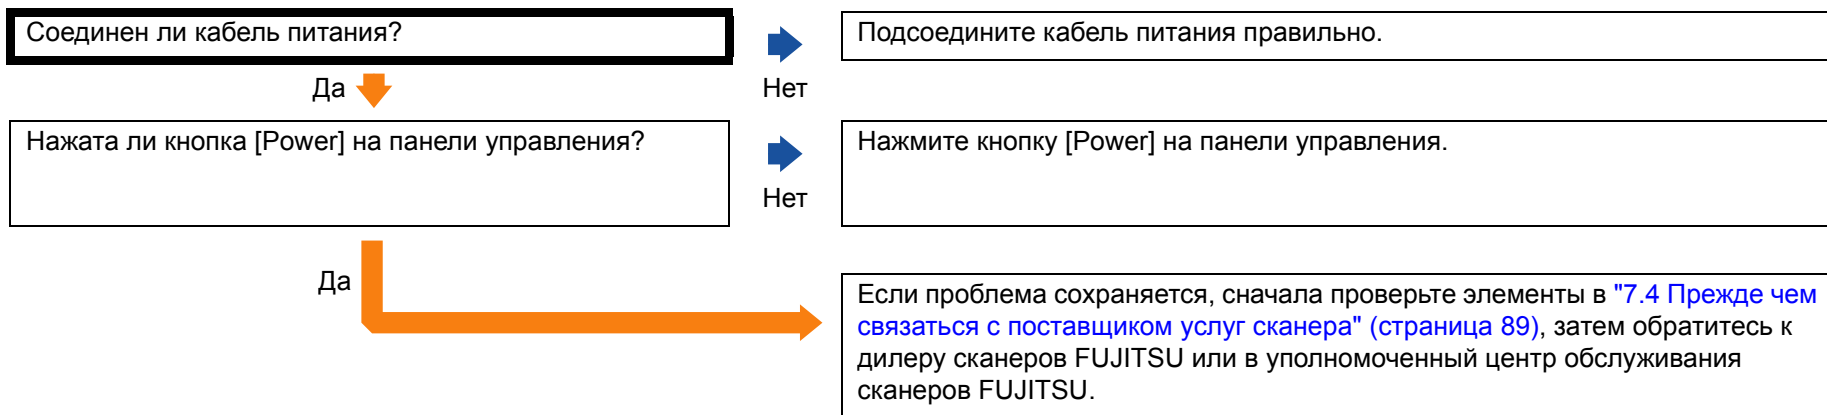 Соединен ли кабель питания?
Подсоедините кабель питания правильно.
Да
Нет
Нажата ли кнопка [Power] на панели управления?
Нажмите кнопку [Power] на панели управления.
Нет
Да
Если проблема сохраняется, сначала проверьте элементы в "7.4 Прежде чем
связаться с поставщиком услуг сканера" (страница 89), затем обратитесь к
дилеру сканеров FUJITSU или в уполномоченный центр обслуживания
сканеров FUJITSU.